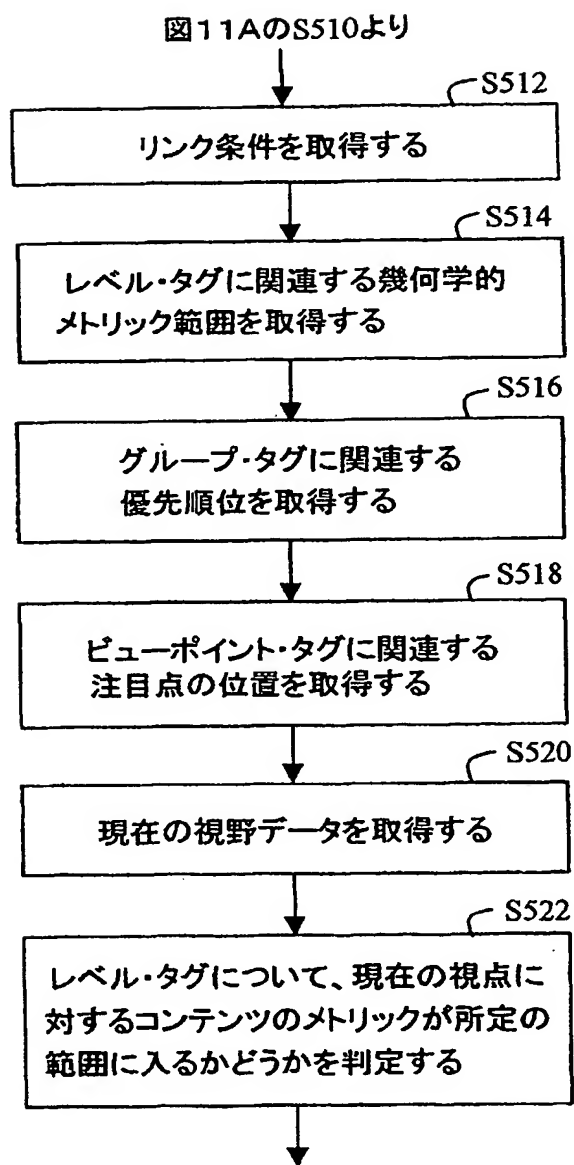 図11AのS510より
S512
リンク条件を取得する
S514
レベル・タグに関連する幾何学的
メトリック範囲を取得する
S516
グループ・タグに関連する
優先順位を取得する
S518
ビューポイント・タグに関連する
注目点の位置を取得する
S520
現在の視野データを取得する
S522
レベル・タグについて、現在の視点に
対するコンテンツのメトリックが所定の
範囲に入るかどうかを判定する